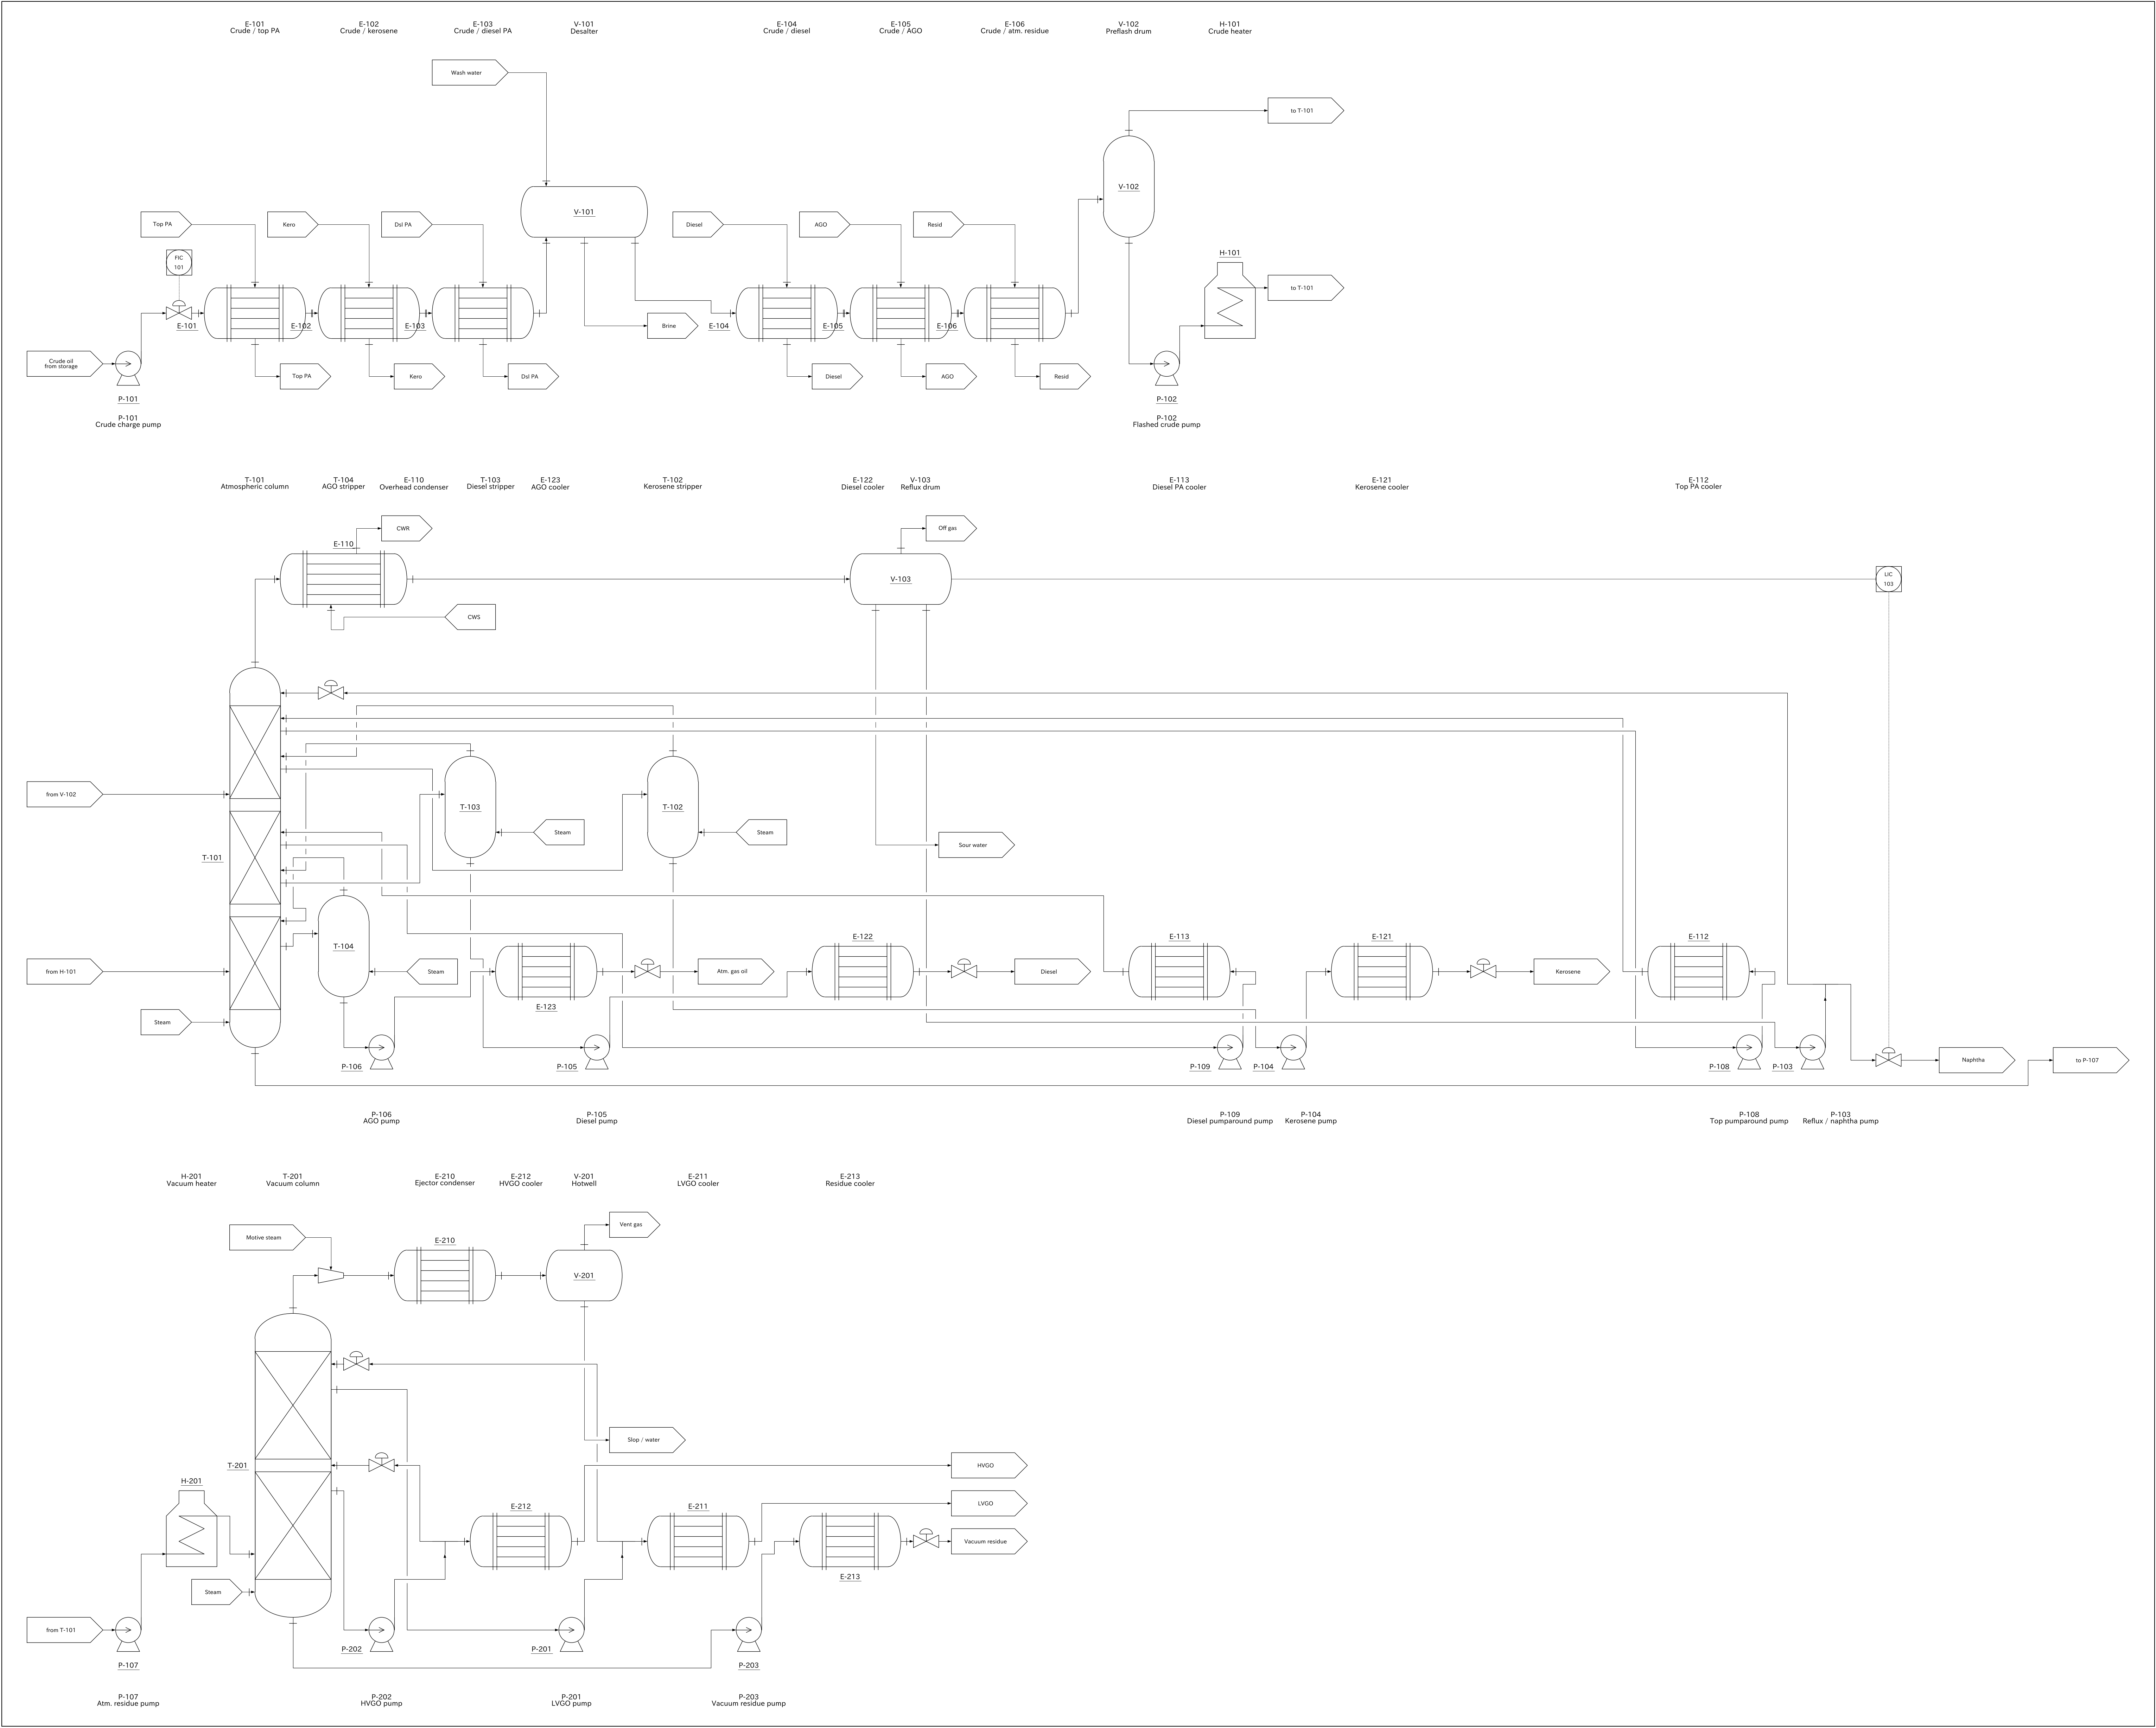 E-101
Crude / top PA
E-102
Crude / kerosene
E-103
Crude / diesel PA
V-101
Desalter
E-104
Crude / diesel
E-105
Crude / AGO
E-106
Crude / atm. residue
V-102
Preflash drum
H-101
Crude heater
Wash water
to T-101
V-102
V-101
Top PA
Kero
Dsl PA
Diesel
AGO
Resid
FIC
101
H-101
to T-101
E-101
E-102
E-103
Brine
E-104
E-105
E-106
Crude oil
from storage
Top PA
Kero
Dsl PA
Diesel
AGO
Resid
P-101
P-102
P-101
Crude charge pump
P-102
Flashed crude pump
T-101
Atmospheric column
T-104
AGO stripper
E-110
Overhead condenser
T-103
Diesel stripper
E-123
AGO cooler
T-102
Kerosene stripper
E-122
Diesel cooler
V-103
Reflux drum
E-113
Diesel PA cooler
E-121
Kerosene cooler
E-112
Top PA cooler
CWR
Off gas
E-110
V-103
LIC
103
CWS
from V-102
T-103
T-102
Steam
Steam
Sour water
T-101
T-104
E-122
E-113
E-121
E-112
from H-101
Steam
Atm. gas oil
Diesel
Kerosene
E-123
Steam
P-106
P-105
P-109
P-104
P-108
P-103
Naphtha
to P-107
P-106
AGO pump
P-105
Diesel pump
P-109
Diesel pumparound pump
P-104
Kerosene pump
P-108
Top pumparound pump
P-103
Reflux / naphtha pump
H-201
Vacuum heater
T-201
Vacuum column
E-210
Ejector condenser
E-212
HVGO cooler
V-201
Hotwell
E-211
LVGO cooler
E-213
Residue cooler
Vent gas
Motive steam
E-210
V-201
Slop / water
T-201
HVGO
H-201
LVGO
E-212
E-211
Vacuum residue
E-213
Steam
from T-101
P-202
P-201
P-107
P-203
P-107
Atm. residue pump
P-202
HVGO pump
P-201
LVGO pump
P-203
Vacuum residue pump